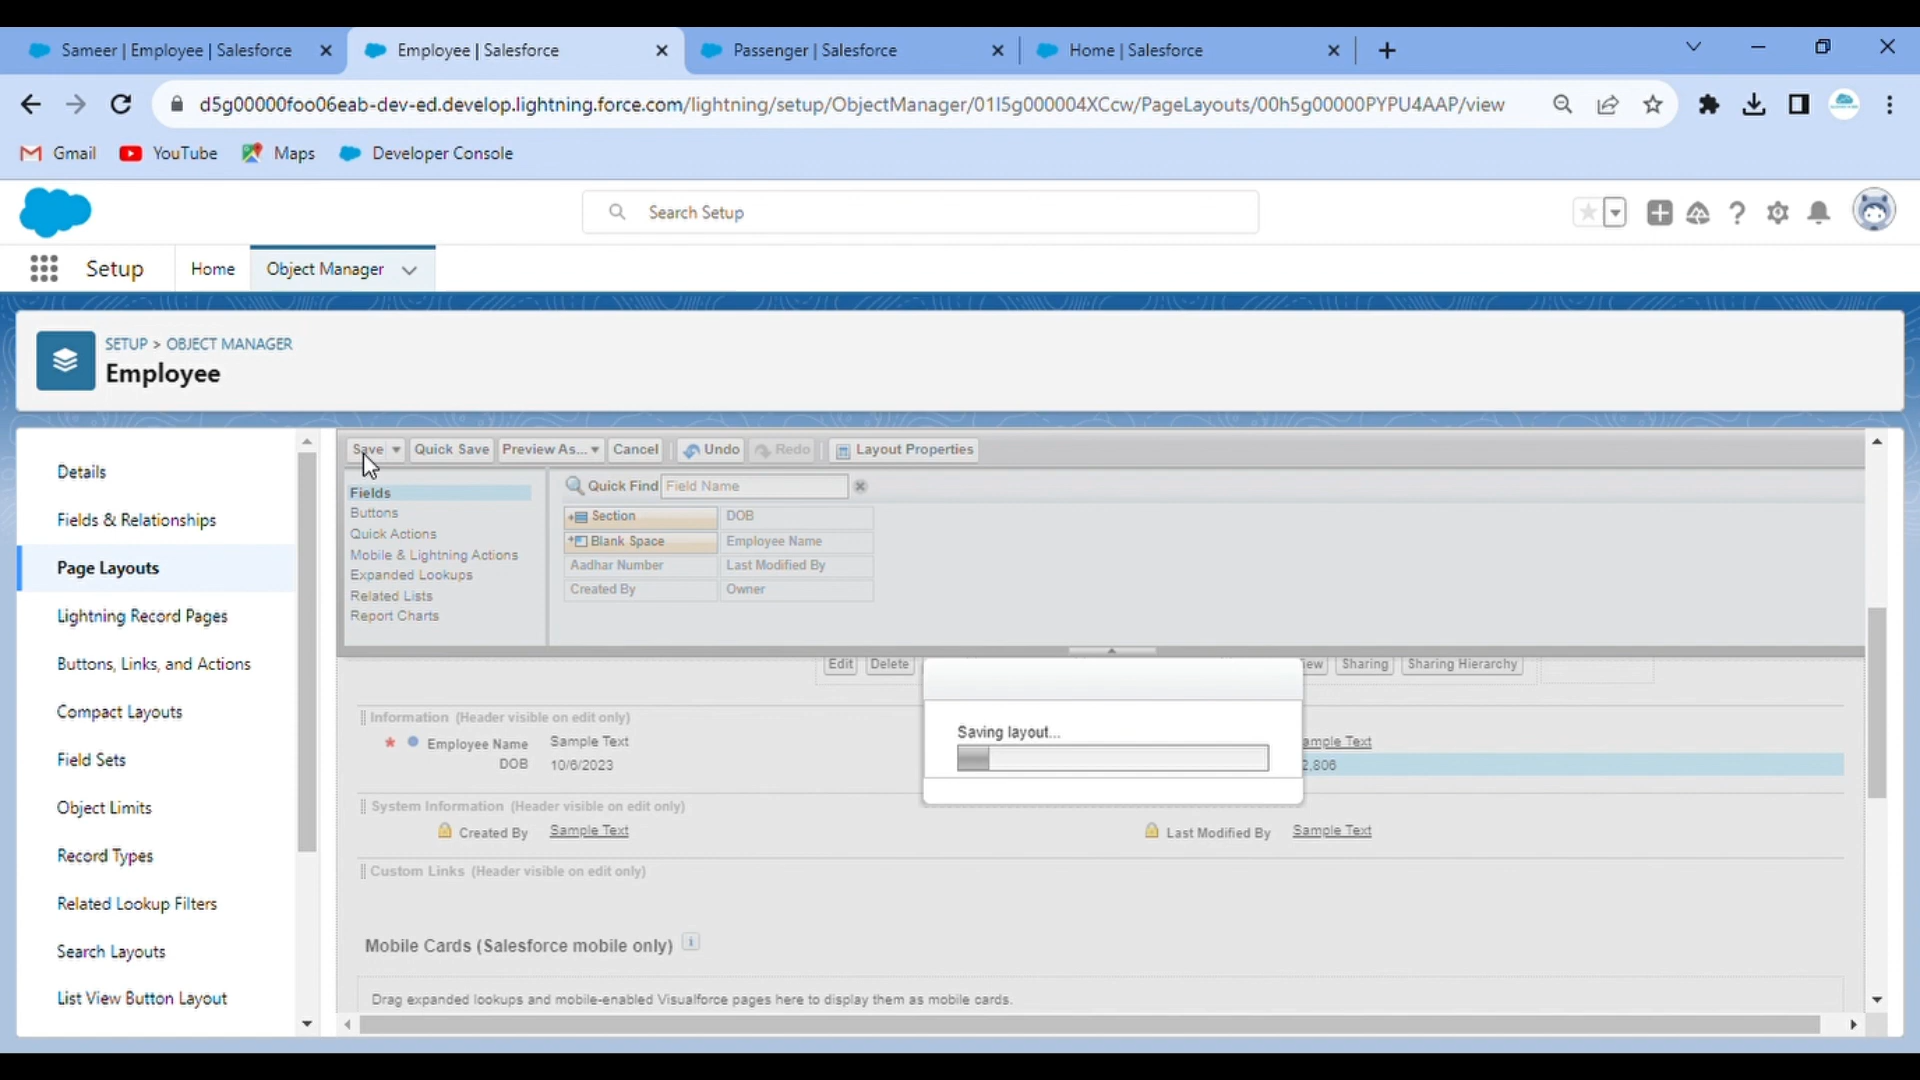 Sameer | Employee | Salesforce
Employee | Salesforce
Passenger | Salesforce
Home | Salesforce
d5g00000foo06eab-dev-ed.develop.lightning.force.com/lightning/setup/ObjectManager/01I5g000004XCcw/PageLayouts/00h5g00000PYPU4AAP/view
Gmail
YouTube
Maps
Developer Console
Search Setup
Setup
Home
Object Manager
SETUP > OBJECT MANAGER
Employee
Details
Fields & Relationships
Page Layouts
Lightning Record Pages
Buttons, Links, and Actions
Compact Layouts
Field Sets
Object Limits
Record Types
Related Lookup Filters
Search Layouts
List View Button Layout
Save
Quick Save
Preview As...
Cancel
Undo
Redo
Layout Properties
Fields
Buttons
Quick Actions
Mobile & Lightning Actions
Expanded Lookups
Related Lists
Report Charts
Quick Find
Field Name
Section
DOB
Blank Space
Employee Name
Aadhar Number
Last Modified By
Created By
Owner
Edit
Delete
Sharing
Sharing Hierarchy
Information (Header visible on edit only)
* Employee Name
Sample Text
DOB
10/6/2023
Saving layout...
System Information (Header visible on edit only)
Created By
Sample Text
Last Modified By
Sample Text
Custom Links (Header visible on edit only)
Mobile Cards (Salesforce mobile only) i
Drag expanded lookups and mobile-enabled Visualforce pages here to display them as mobile cards.